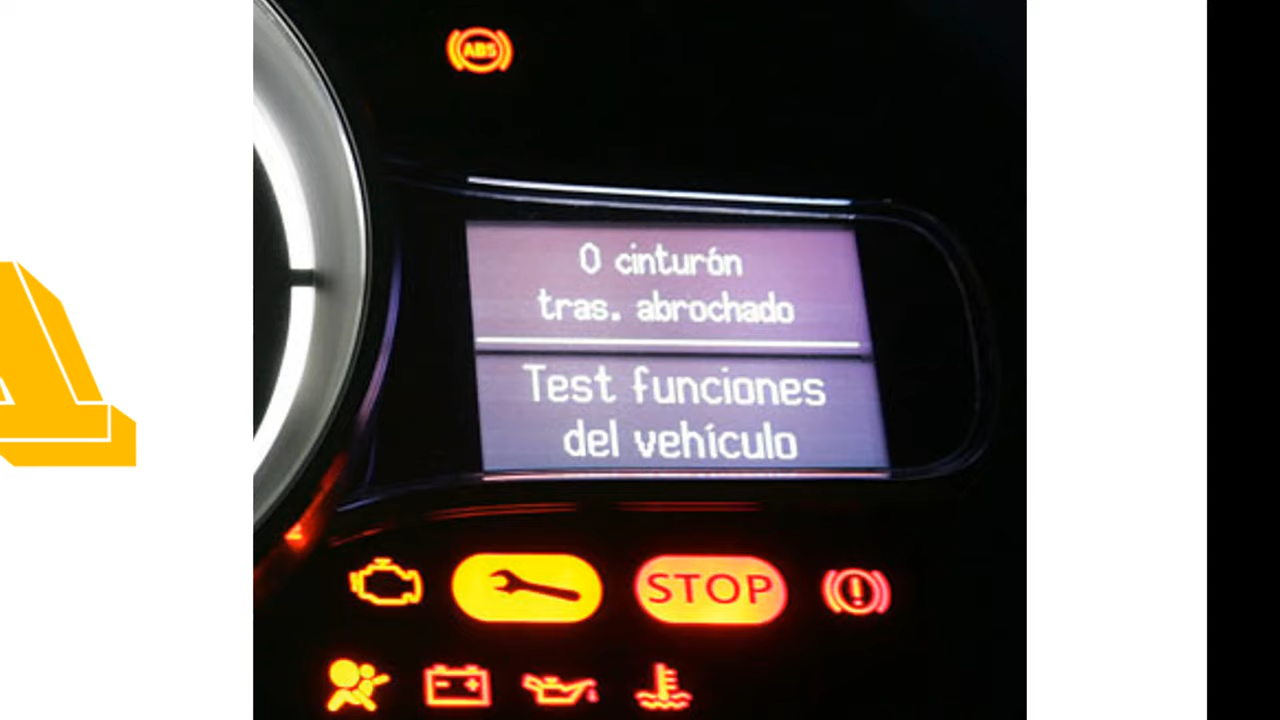 ABS
0 cinturón
tras. abrochado
Test funciones
del vehículo
STOP